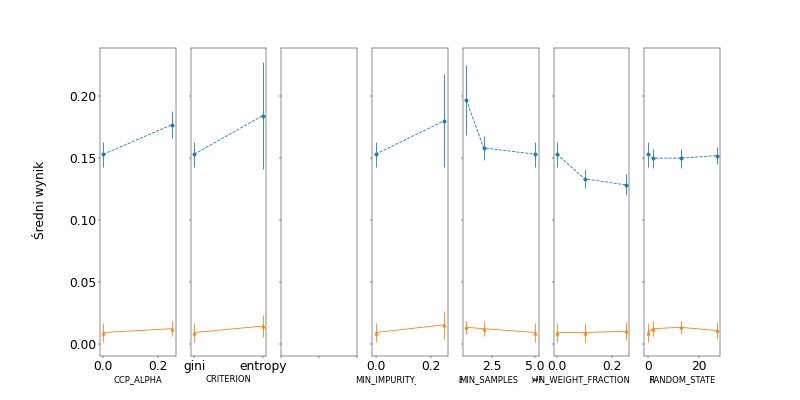 0.20
0.15
0.10
0.05
0.00
Średni wynik
0.0 0.2 gini entropy 0.0 0.2 2.5 5.0 0.0 0.2 0 20
CCP_ALPHA CRITERION MIN_IMPURITY_ MIN_SAMPLES IN_WEIGHT_FRACTION RANDOM_STATE